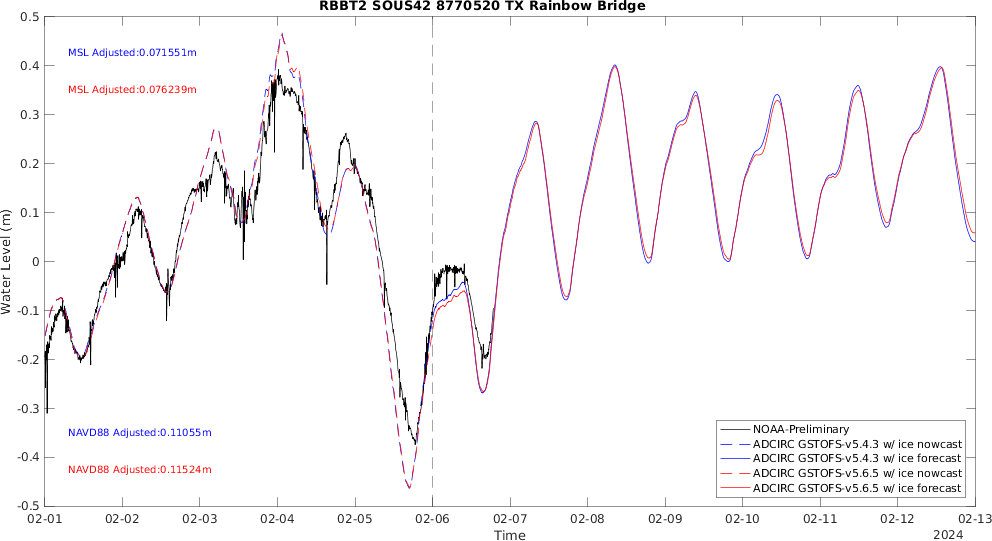 RBBT2 SOUS42 8770520 TX Rainbow Bridge
0.5
0.4
0.3
0.2
0.1
0
-0.1
-0.2
-0.3
-0.4
-0.5
Water Level (m)
MSL Adjusted:0.071551m
MSL Adjusted:0.076239m
NAVD88 Adjusted:0.11055m
NAVD88 Adjusted:0.11524m
NOAA-Preliminary
ADCIRC GSTOFS-v5.4.3 w/ ice nowcast
ADCIRC GSTOFS-v5.4.3 w/ ice forecast
ADCIRC GSTOFS-v5.6.5 w/ ice nowcast
ADCIRC GSTOFS-v5.6.5 w/ ice forecast
02-01 02-02 02-03 02-04 02-05 02-06 02-07 02-08 02-09 02-10 02-11 02-12 02-13
Time
2024